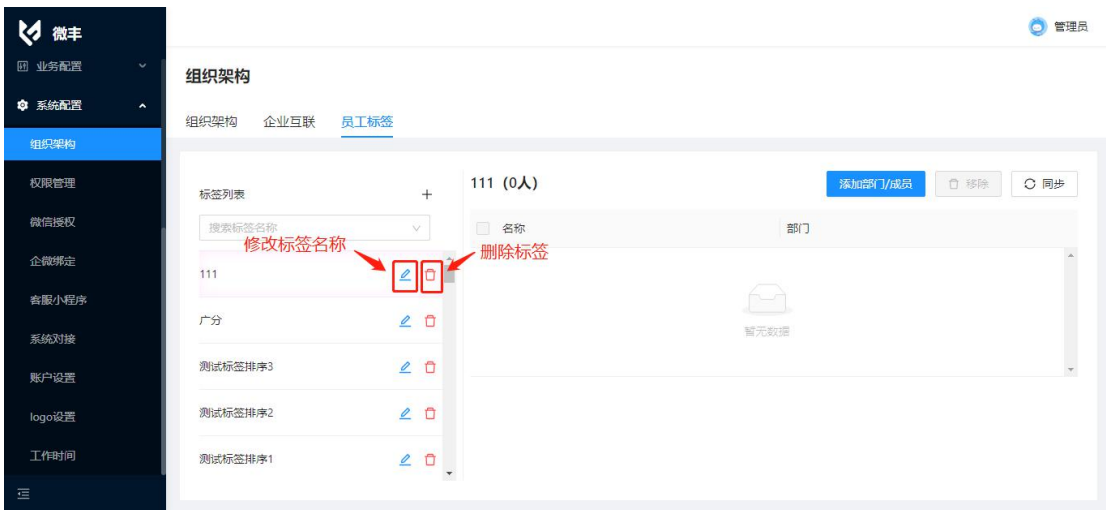 微丰
管理员
业务配置
系统配置
组织架构
权限管理
微信授权
企微绑定
客服小程序
系统对接
账户设置
logo设置
工作时间
组织架构
组织架构 企业互联 员工标签
标签列表
搜索标签名称
修改标签名称
删除标签
111
广分
测试标签排序3
测试标签排序2
测试标签排序1
111 (0人)
添加部门/成员 移除 同步
名称 部门
暂无数据